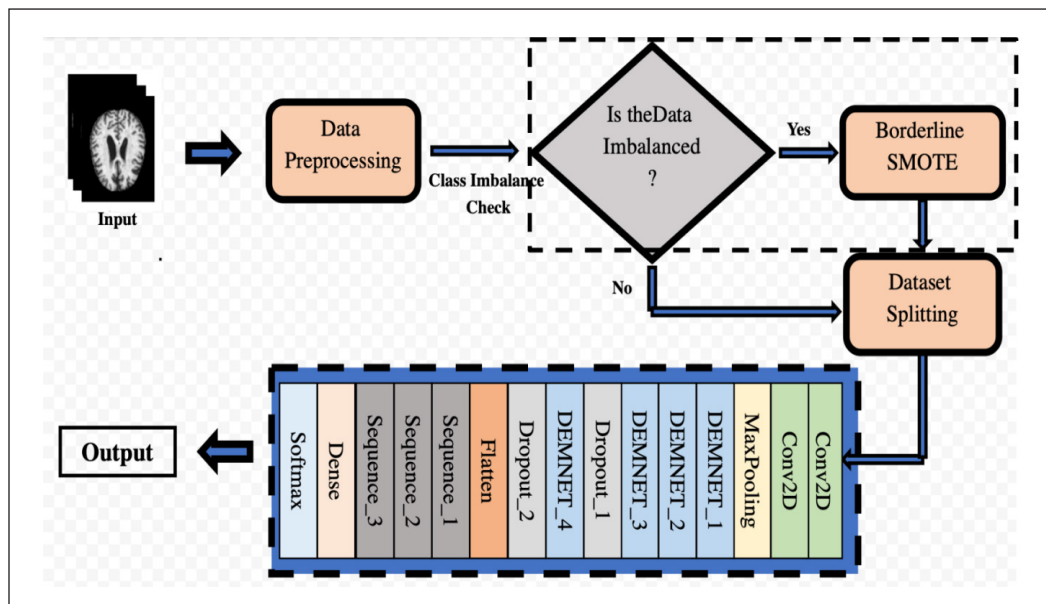 Input
Data
Preprocessing
Class Imbalance
Check
Is theData
Imbalanced
?
Yes
Borderline
SMOTE
No
Dataset
Splitting
Conv2D
Conv2D
MaxPooling
DEMNET_1
DEMNET_2
DEMNET_3
Dropout_1
DEMNET_4
Dropout_2
Flatten
Sequence_1
Sequence_2
Sequence_3
Dense
Softmax
Output